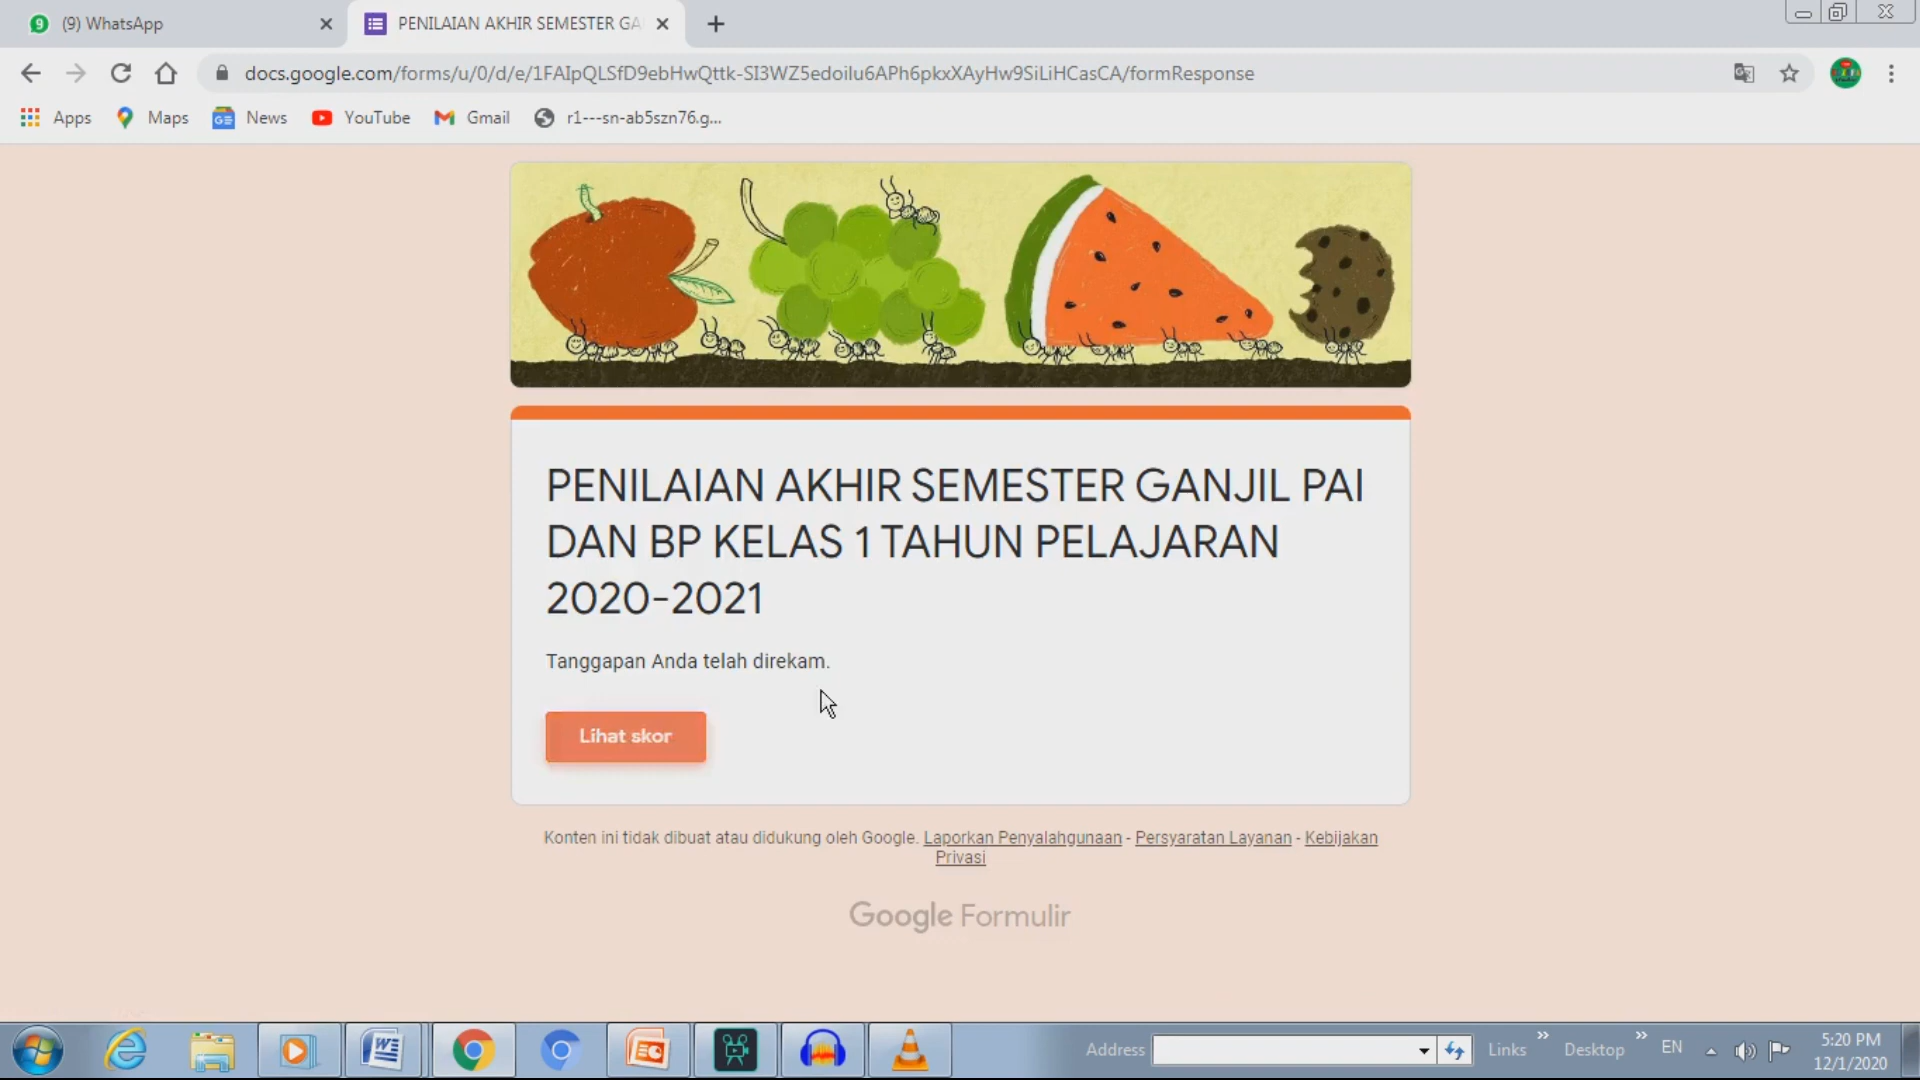 (9) WhatsApp
PENILAIAN AKHIR SEMESTER GA
docs.google.com/forms/u/0/d/e/1FAIpQLSfD9ebHwQttk-SI3WZ5edoilu6APh6pkxXAyHw9SiLiHCasCA/formResponse
Apps Maps News YouTube Gmail r1---sn-ab5szn76.g...
PENILAIAN AKHIR SEMESTER GANJIL PAI
DAN BP KELAS 1 TAHUN PELAJARAN
2020-2021
Tanggapan Anda telah direkam.
Lihat skor
Konten ini tidak dibuat atau didukung oleh Google. Laporkan Penyalahgunaan - Persyaratan Layanan - Kebijakan
Privasi
Google Formulir
Address Links » Desktop » EN 5:20 PM
12/1/2020